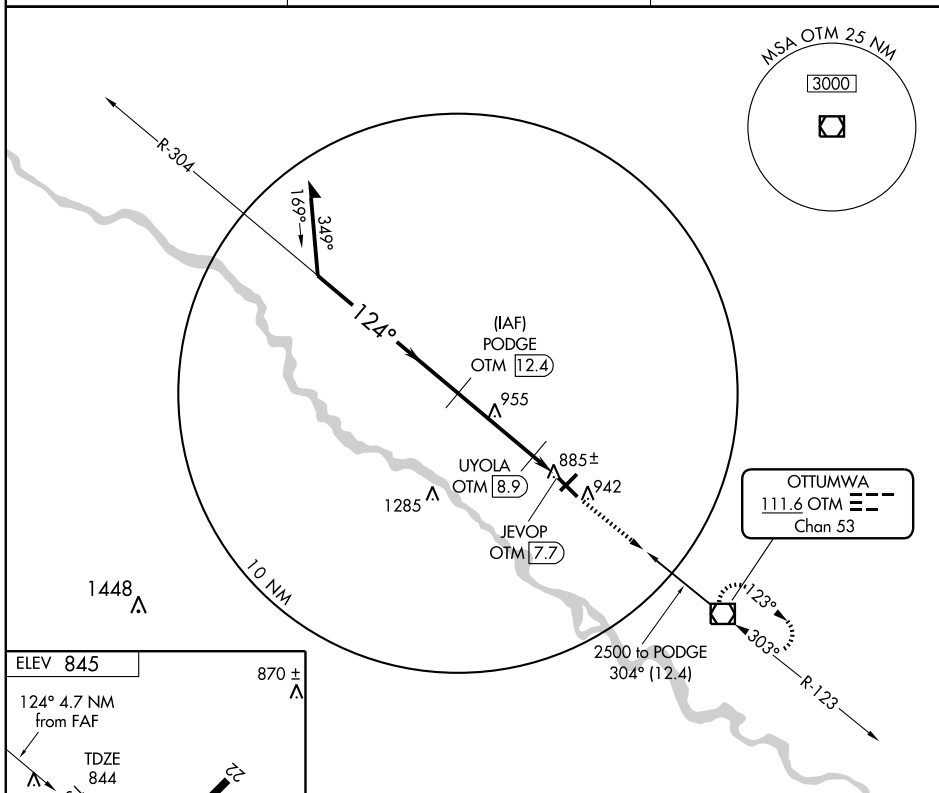 MSA OTM 25 NM
3000
R-304
169°
349°
124°
(IAF)
PODGE
OTM 12.4
955
UYOLA
OTM 8.9
885±
942
1285
JEVOP
OTM 7.7
OTTUMWA
111.6 OTM
Chan 53
10 NM
1448
123°
303°
2500 to PODGE
304° (12.4)
R-123
ELEV 845
870 ±
124° 4.7 NM
from FAF
TDZE
844
22